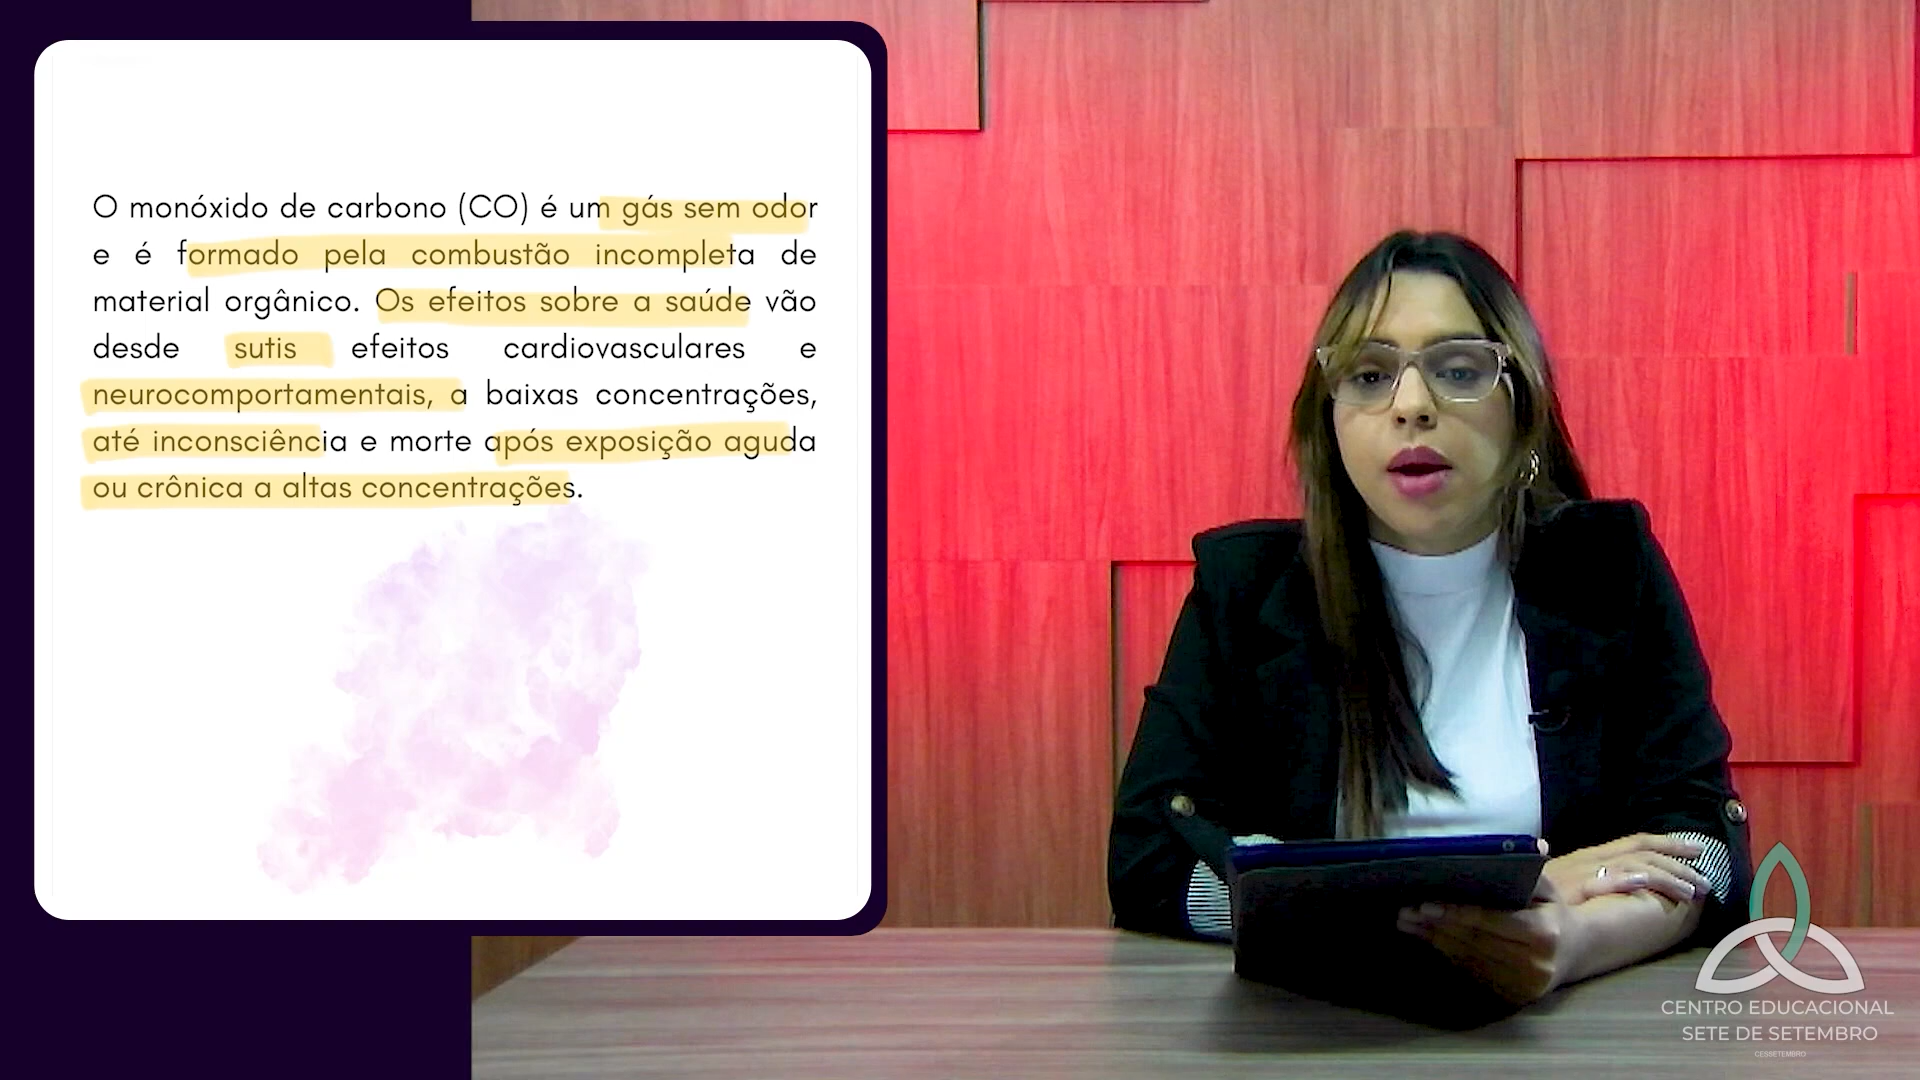 O monóxido de carbono (CO) é um gás sem odor
e é formado pela combustão incompleta de
material orgânico. Os efeitos sobre a saúde vão
desde sutis efeitos cardiovasculares e
neurocomportamentais, a baixas concentrações,
até inconsciência e morte após exposição aguda
ou crônica a altas concentrações.
CENTRO EDUCACIONAL
SETE DE SETEMBRO
CESSETEMBRO